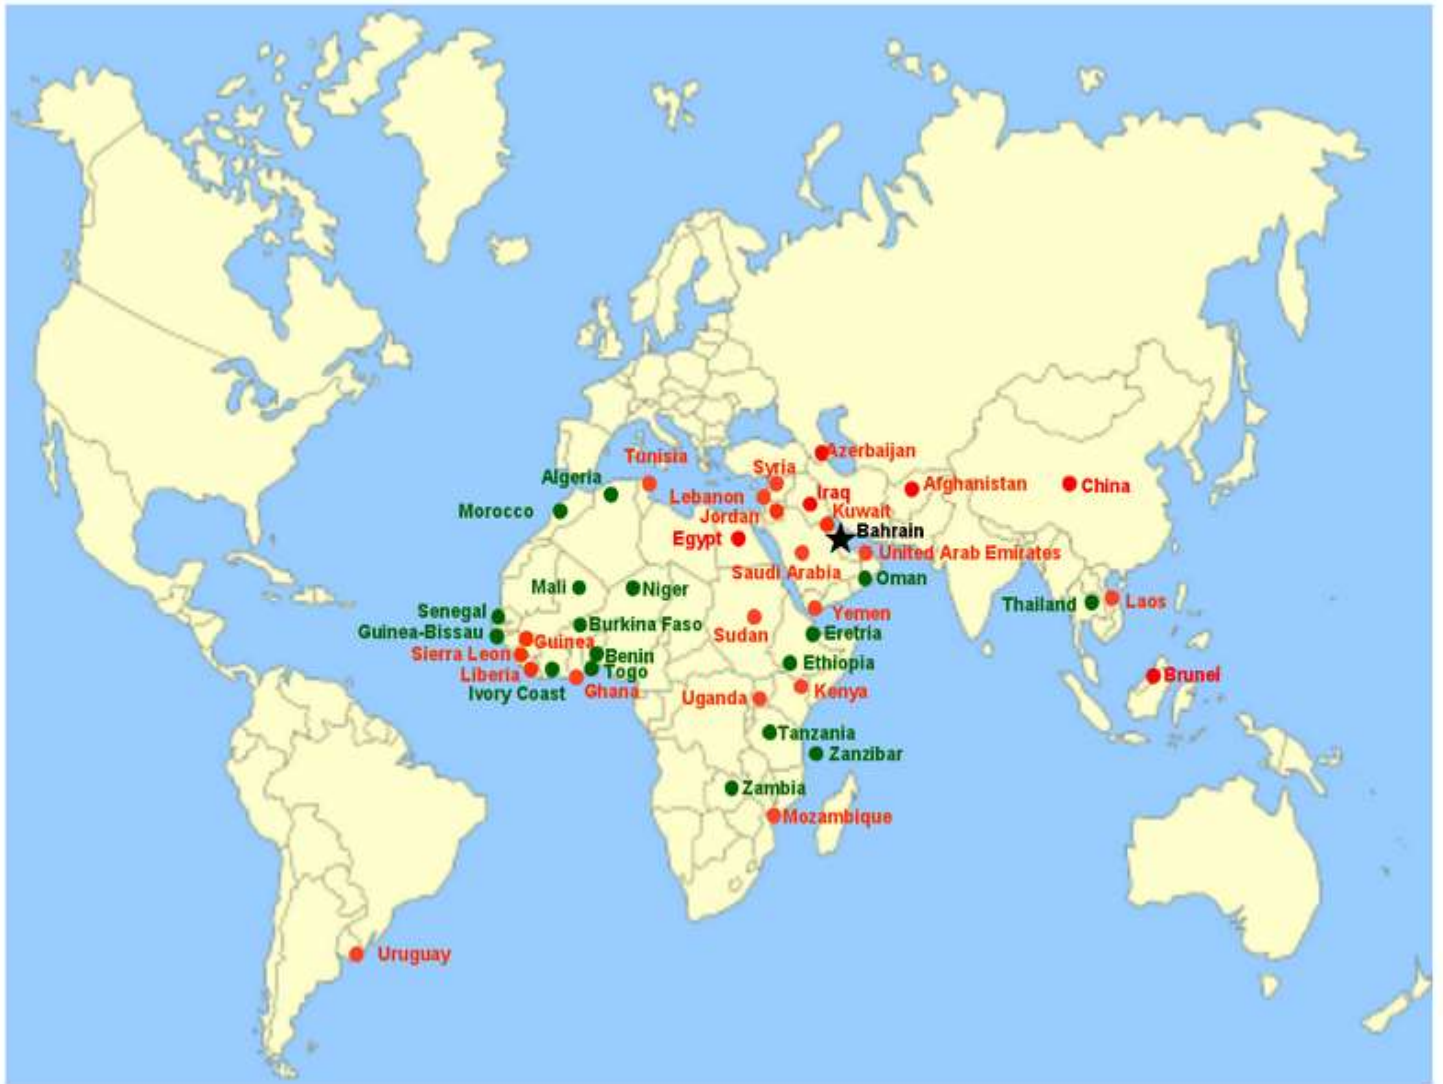 Azerbaijan
Tunisia
Syria
Algeria
Afghanistan
China
Lebanon
Iraq
Morocco
Jordan
Kuwait
Bahrain
Egypt
United Arab Emirates
Saudi Arabia
Oman
Mali
Niger
Thailand
Laos
Senegal
Yemen
Burkina Faso
Guinea-Bissau
Sudan
Eretria
Guinea
Sierra Leon
Benin
Ethiopia
Liberia
Togo
Brunel
Ivory Coast
Ghana
Kenya
Uganda
Tanzania
Zanzibar
Zambia
Mozambique
Uruguay